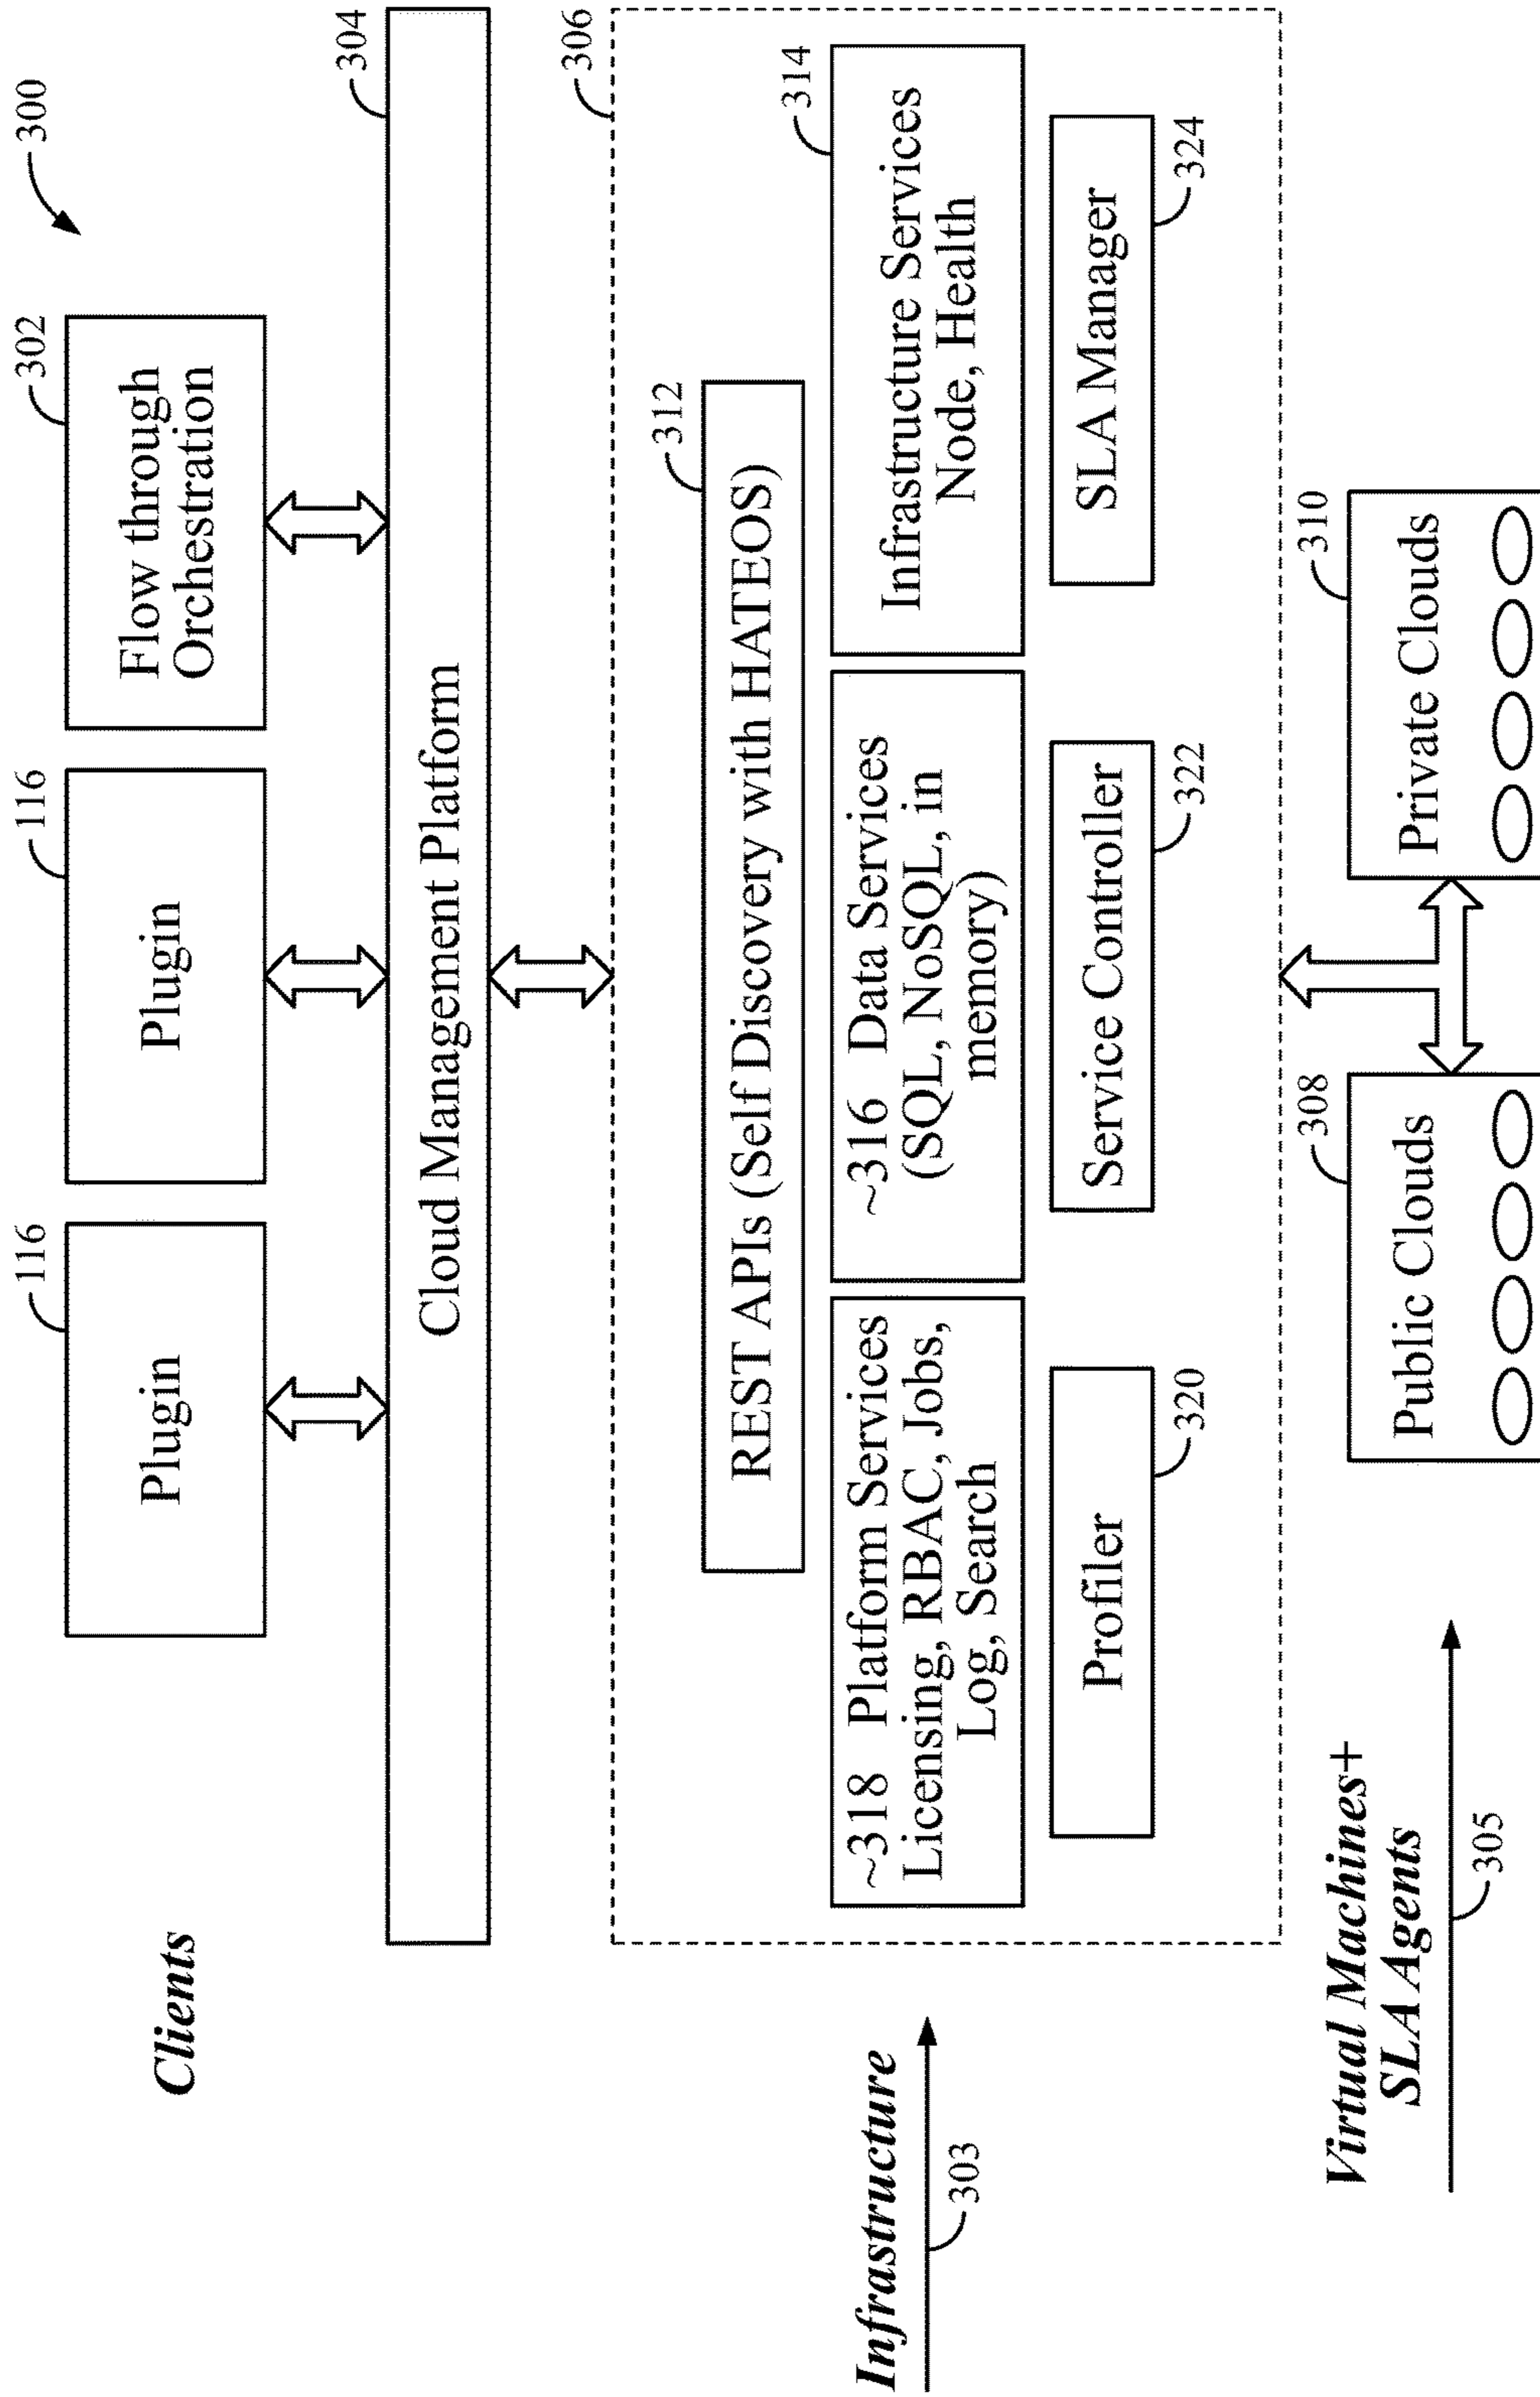 300
Clients
116
Plugin
116
Plugin
302
Flow through
Orchestration
304
Cloud Management Platform
306
Infrastructure
303
312
REST APIs (Self Discovery with HATEOS)
~318 Platform Services
Licensing, RBAC, Jobs,
Log, Search
~316 Data Services
(SQL, NoSQL, in
memory)
314
Infrastructure Services
Node, Health
Profiler
320
Service Controller
322
SLA Manager
324
Virtual Machines+
SLA Agents
305
308
Public Clouds
310
Private Clouds